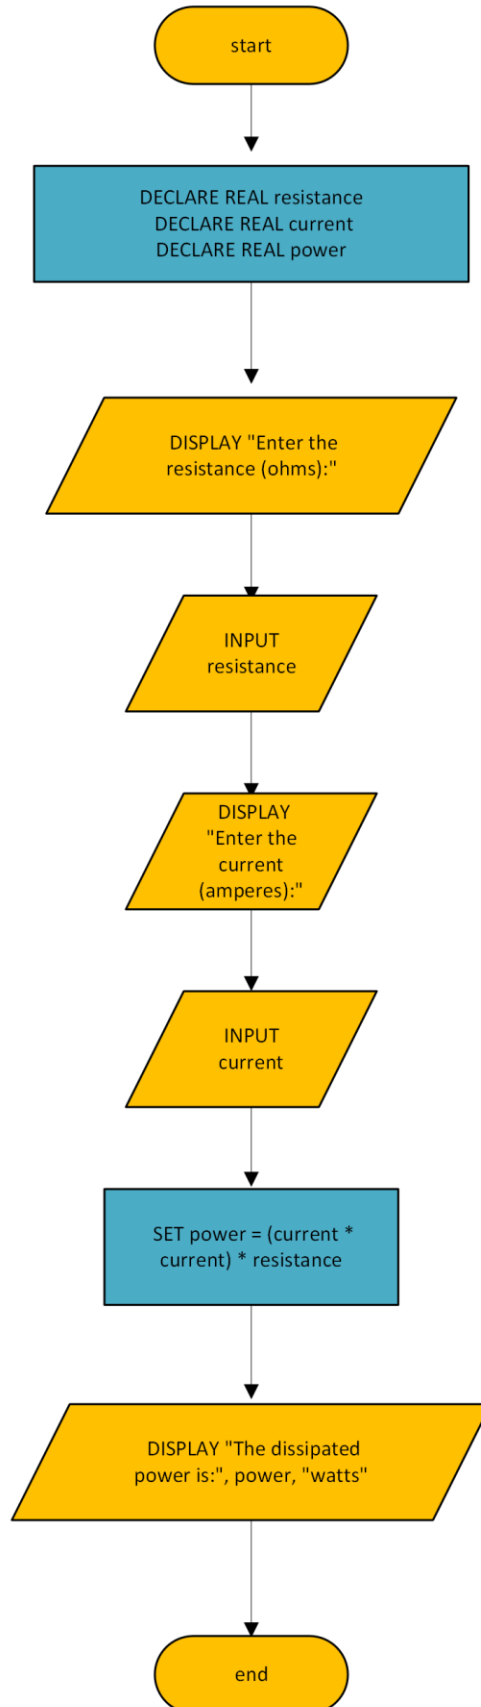 start
DECLARE REAL resistance
DECLARE REAL current
DECLARE REAL power
DISPLAY "Enter the
resistance (ohms):"
INPUT
resistance
DISPLAY
"Enter the
current
(amperes):"
INPUT
current
SET power = (current *
current) * resistance
DISPLAY "The dissipated
power is:", power, "watts"
end